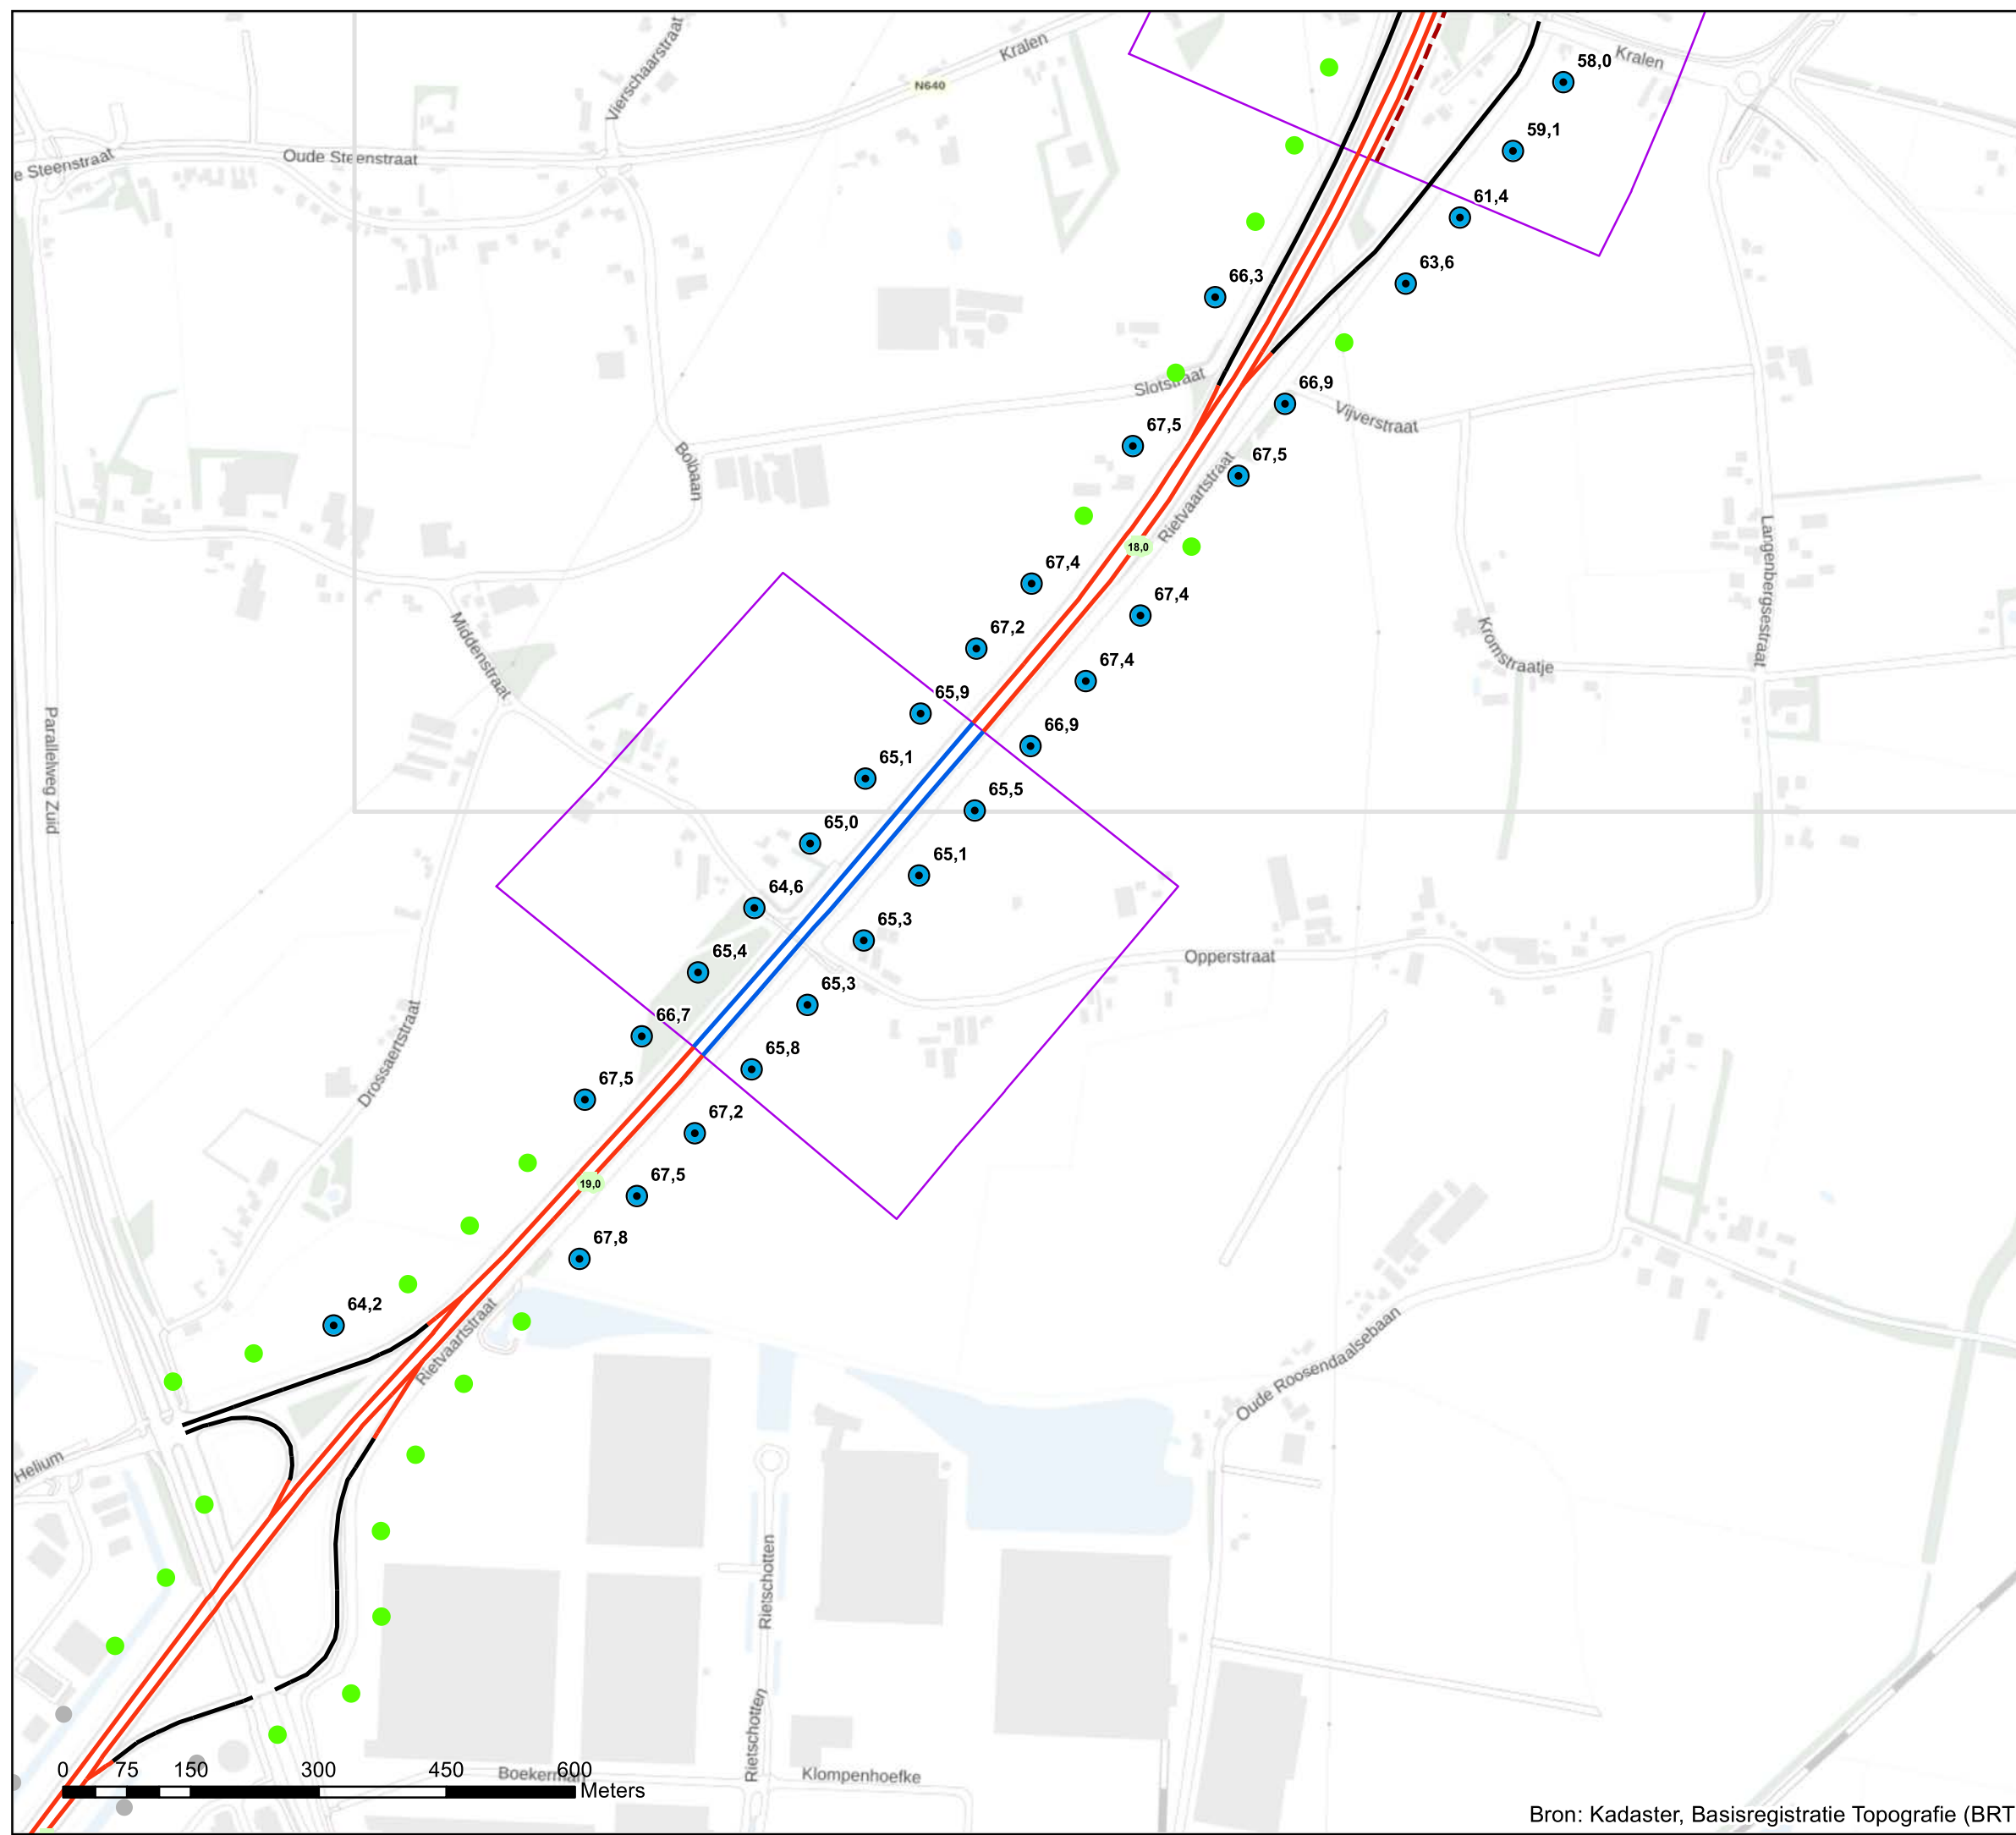 Vierschaarstraat
Kralen
Kralen
58,0
N640
59,1
e Steenstraat
Oude Steenstraat
61,4
63,6
66,3
Slotstraat
66,9
Vijverstraat
67,5
Bolbaan
67,5
Rietvaartstraat
18,0
Langenbergsestraat
67,4
67,4
Middenstraat
67,2
Kromstraatje
67,4
65,9
66,9
Parallelweg Zuid
65,1
65,5
65,0
65,1
64,6
65,3
65,4
Opperstraat
65,3
66,7
Drossaertstraat
65,8
67,5
67,2
19,0
67,5
67,8
64,2
Rietvaartstraat
Oude Roosendaalsebaan
Helium
Rietschotten
Rietschotten
Boekerman
Klompenhoefke
0 75 150 300 450 600
Meters
Bron: Kadaster, Basisregistratie Topografie (BRT